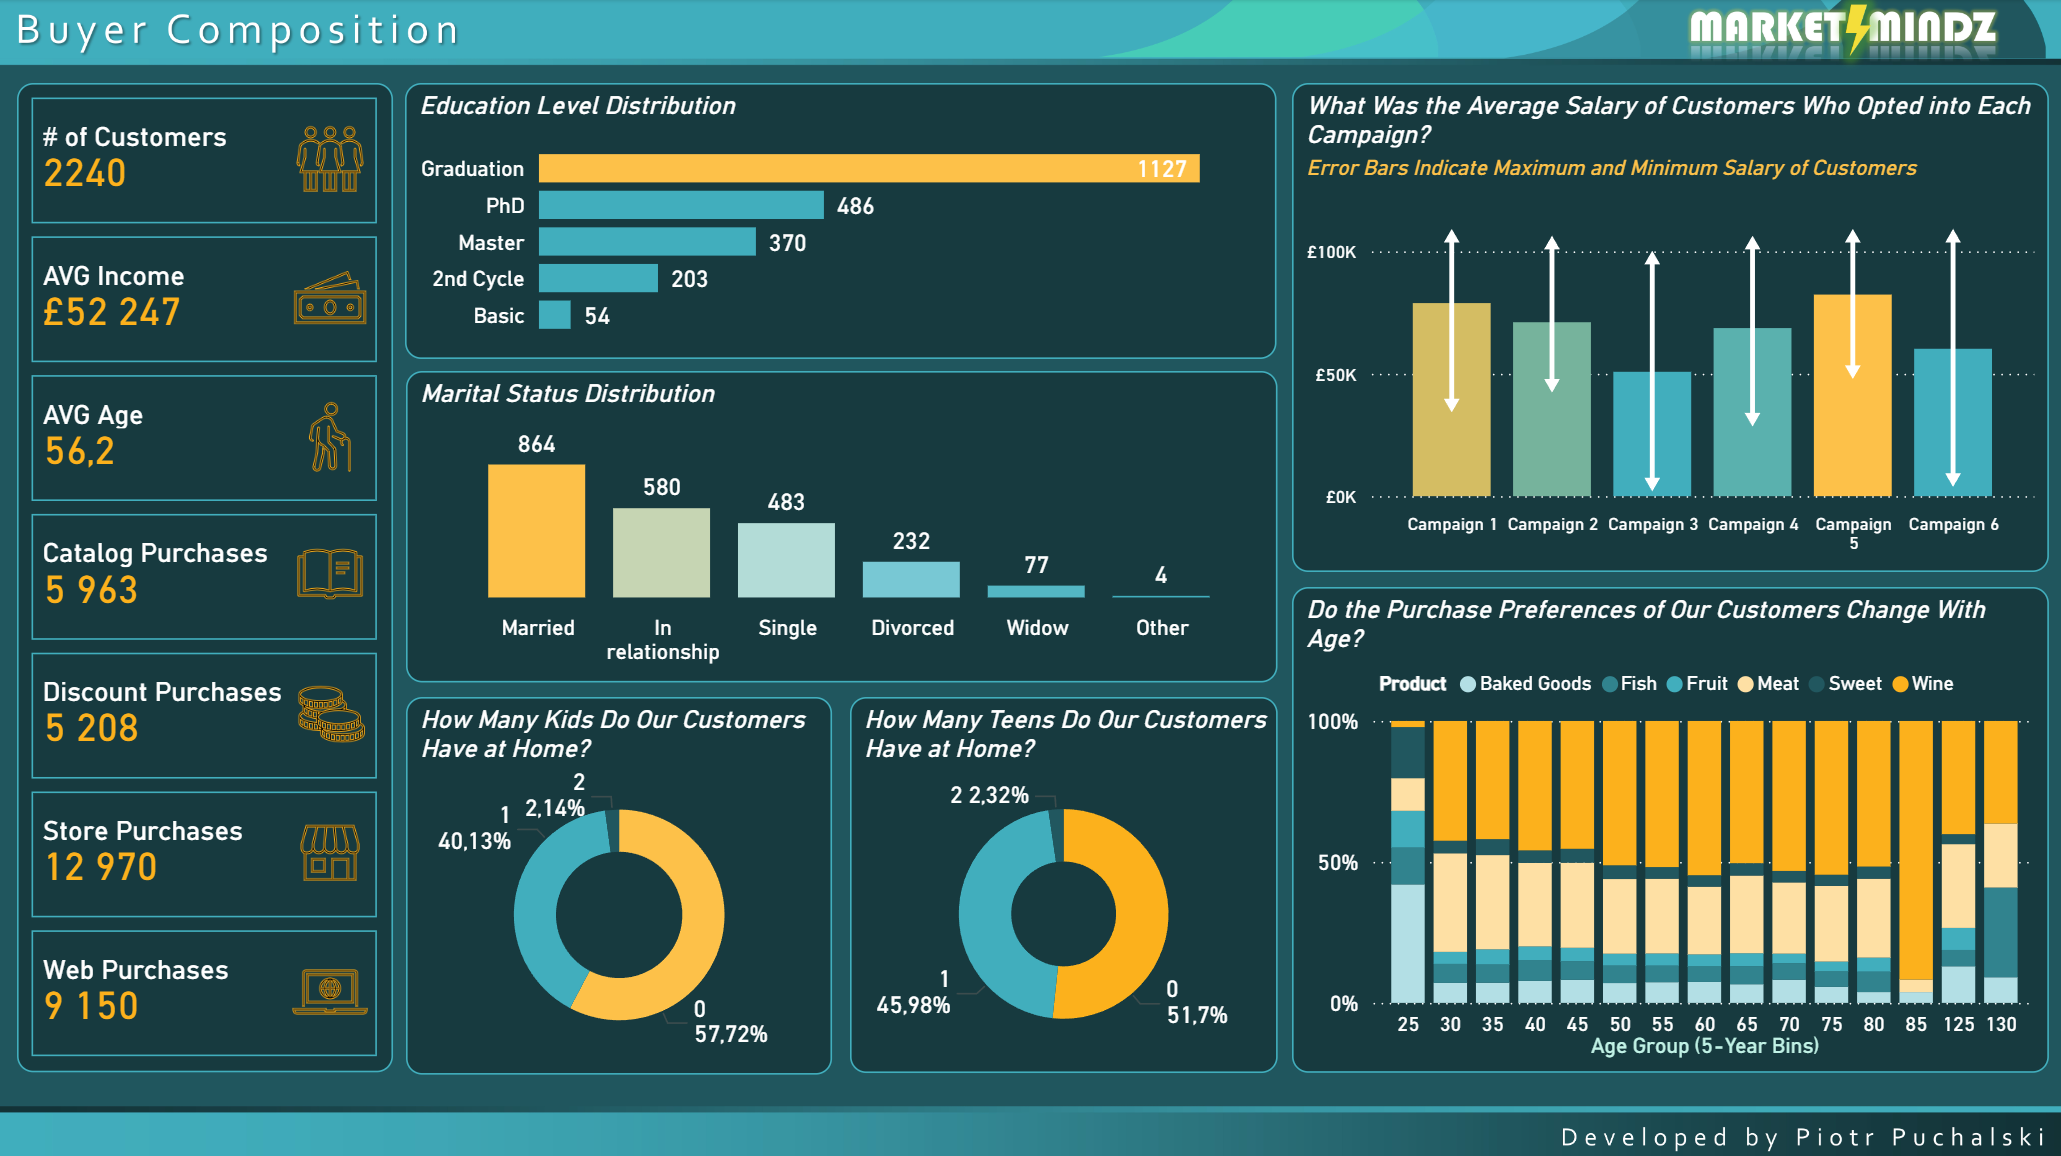 Buyer Composition
MARKET MINDZ
# of Customers
2240
AVG Income
£52 247
AVG Age
56,2
Catalog Purchases
5 963
Discount Purchases
5 208
Store Purchases
12 970
Web Purchases
9 150
Education Level Distribution
Graduation 1127
PhD 486
Master 370
2nd Cycle 203
Basic 54
Marital Status Distribution
864
580
483
232
77
4
Married In Single Divorced Widow Other
relationship
How Many Kids Do Our Customers
Have at Home?
2
2,14%
1
40,13%
0
57,72%
How Many Teens Do Our Customers
Have at Home?
2 2,32%
1
45,98%
0
51,7%
What Was the Average Salary of Customers Who Opted into Each
Campaign?
Error Bars Indicate Maximum and Minimum Salary of Customers
£100K
£50K
£0K
Campaign 1 Campaign 2 Campaign 3 Campaign 4 Campaign Campaign 6
5
Do the Purchase Preferences of Our Customers Change With
Age?
Product Baked Goods Fish Fruit Meat Sweet Wine
100%
50%
0%
25 30 35 40 45 50 55 60 65 70 75 80 85 125 130
Age Group (5-Year Bins)
Developed by Piotr Puchalski